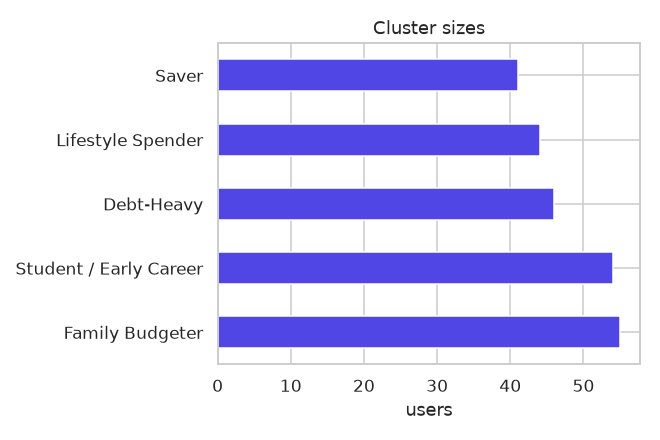 Cluster sizes
Saver
Lifestyle Spender
Debt-Heavy
Student / Early Career
Family Budgeter
0 10 20 30 40 50
users